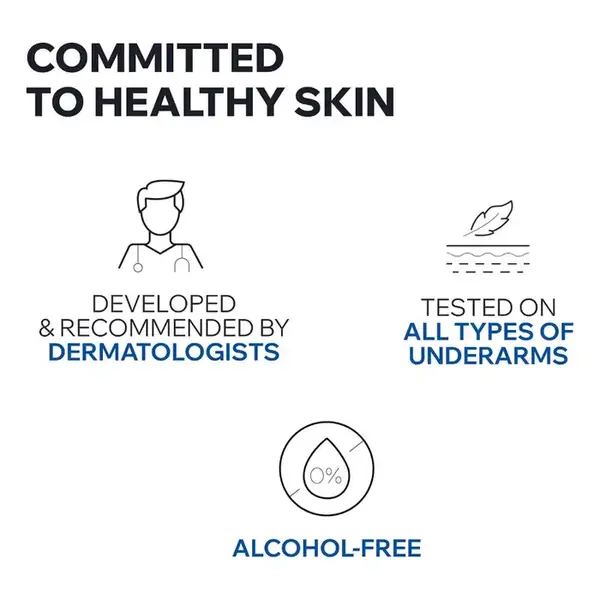 COMMITTED
TO HEALTHY SKIN
DEVELOPED
& RECOMMENDED BY
DERMATOLOGISTS
TESTED ON
ALL TYPES OF
UNDERARMS
0%
ALCOHOL-FREE